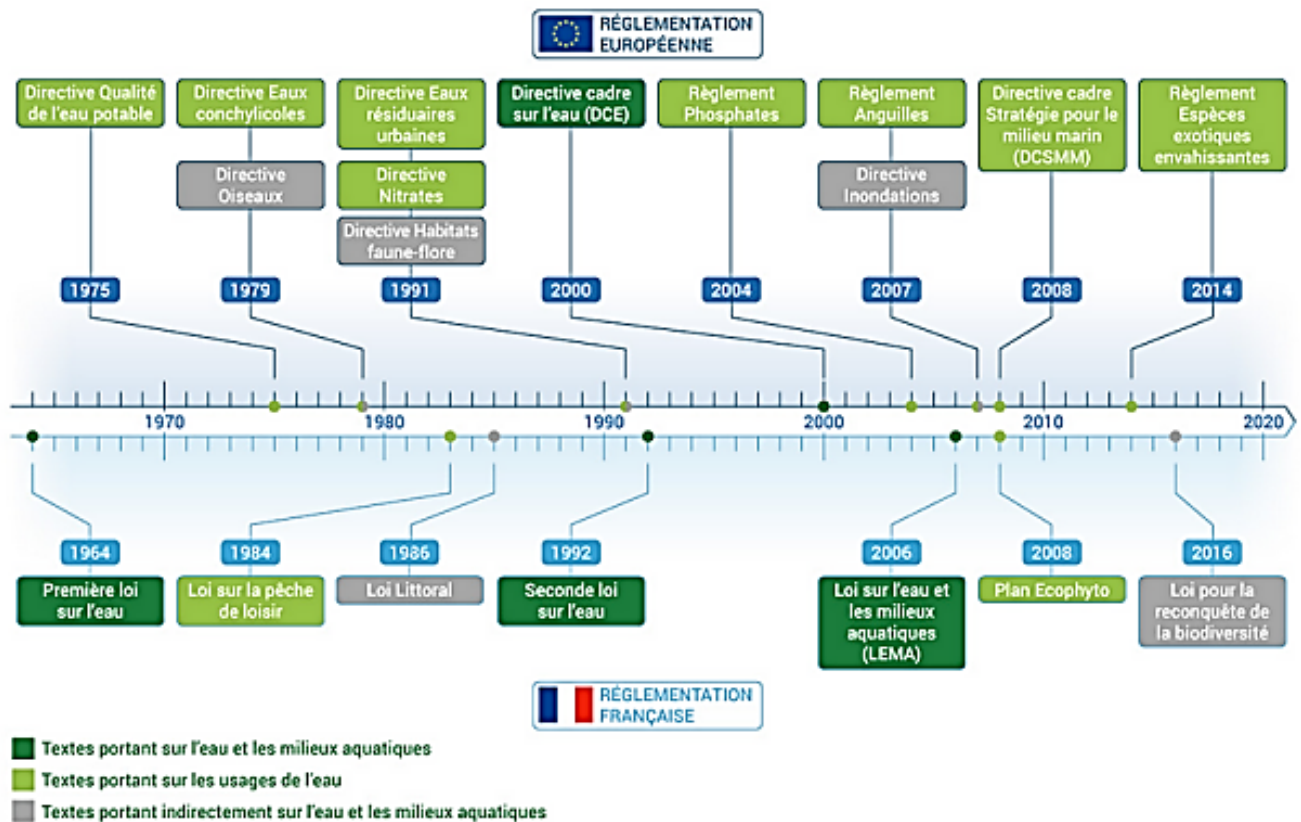 RÉGLEMENTATION
EUROPÉENNE
Directive Qualité
de l'eau potable
Directive Eaux
conchylicoles
Directive
Oiseaux
Directive Eaux
résiduaires
urbaines
Directive
Nitrates
Directive Habitats
faune-flore
Directive cadre
sur l'eau (DCE)
Règlement
Phosphates
Règlement
Anguilles
Directive
Inondations
Directive cadre
Stratégie pour le
milieu marin
(DCSMM)
Règlement
Espèces
exotiques
envahissantes
1975
1979
1991
2000
2004
2007
2008
2014
1970
1980
1990
2000
2010
2020
1964
1984
1986
1992
2006
2008
2016
Première loi
sur l'eau
Loi sur la pêche
de loisir
Loi Littoral
Seconde loi
sur l'eau
Loi sur l'eau et
les milieux
aquatiques
(LEMA)
Plan Ecophyto
Loi pour la
reconquête de
la biodiversité
RÉGLEMENTATION
FRANÇAISE
Textes portant sur l'eau et les milieux aquatiques
Textes portant sur les usages de l'eau
Textes portant indirectement sur l'eau et les milieux aquatiques